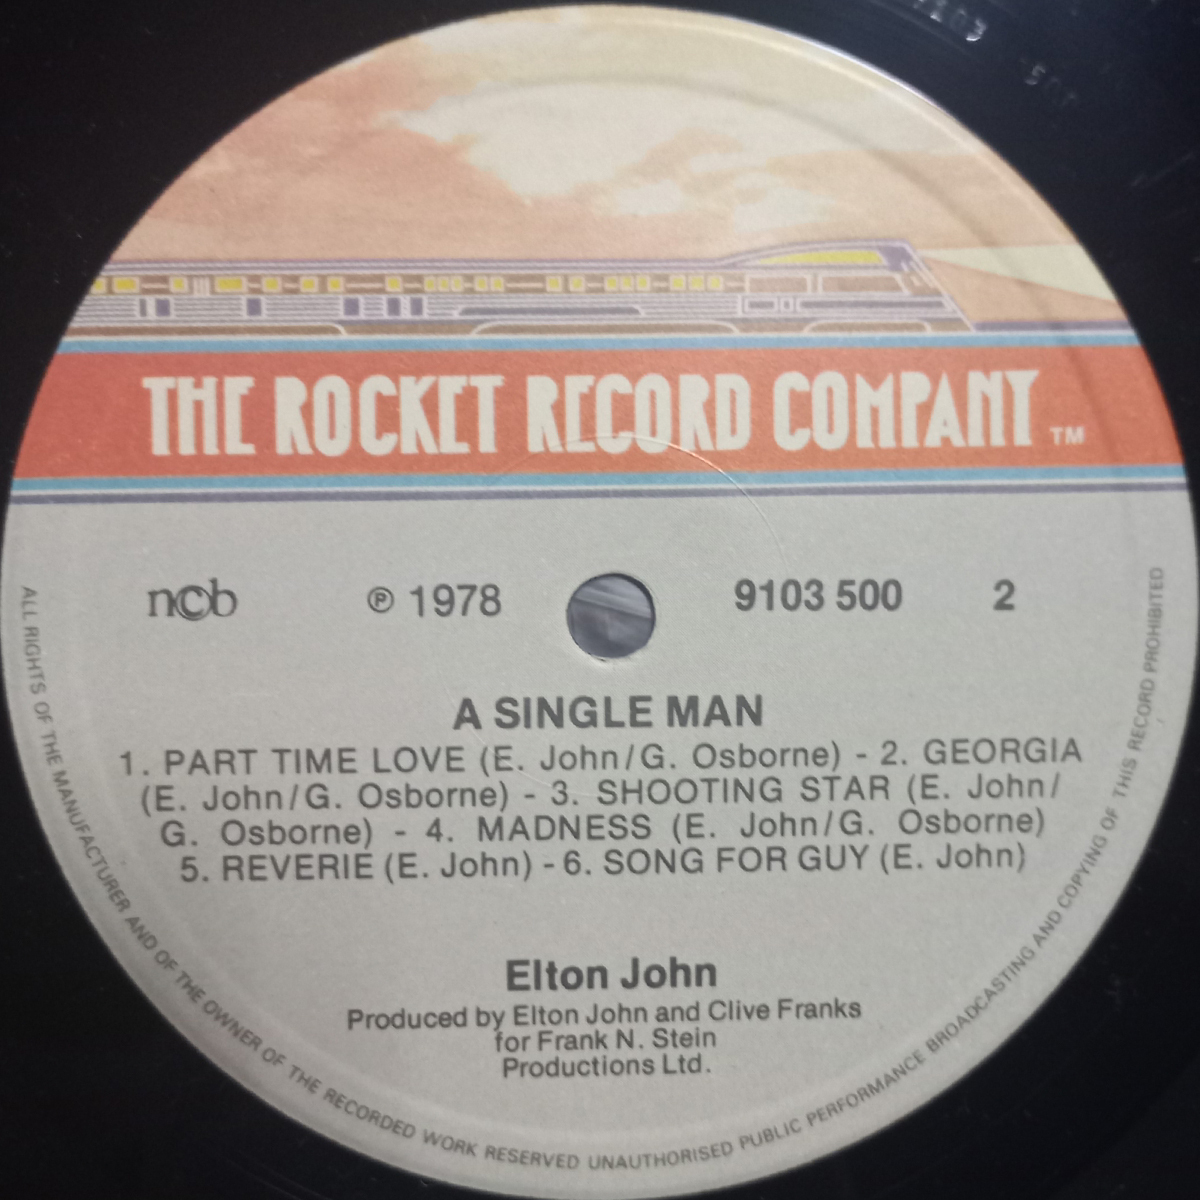 THE ROCKET RECORD COMPANY TM
ncb ℗ 1978 9103 500 2
A SINGLE MAN
1. PART TIME LOVE (E. John/G. Osborne) - 2. GEORGIA
(E. John/G. Osborne) - 3. SHOOTING STAR (E. John/
G. Osborne) - 4. MADNESS (E. John/G. Osborne)
5. REVERIE (E. John) - 6. SONG FOR GUY (E. John)
Elton John
Produced by Elton John and Clive Franks
for Frank N. Stein
Productions Ltd.
ALL RIGHTS OF THE MANUFACTURER AND OF THE OWNER OF THE RECORDED WORK RESERVED UNAUTHORISED PUBLIC PERFORMANCE BROADCASTING AND COPYING OF THIS RECORD PROHIBITED